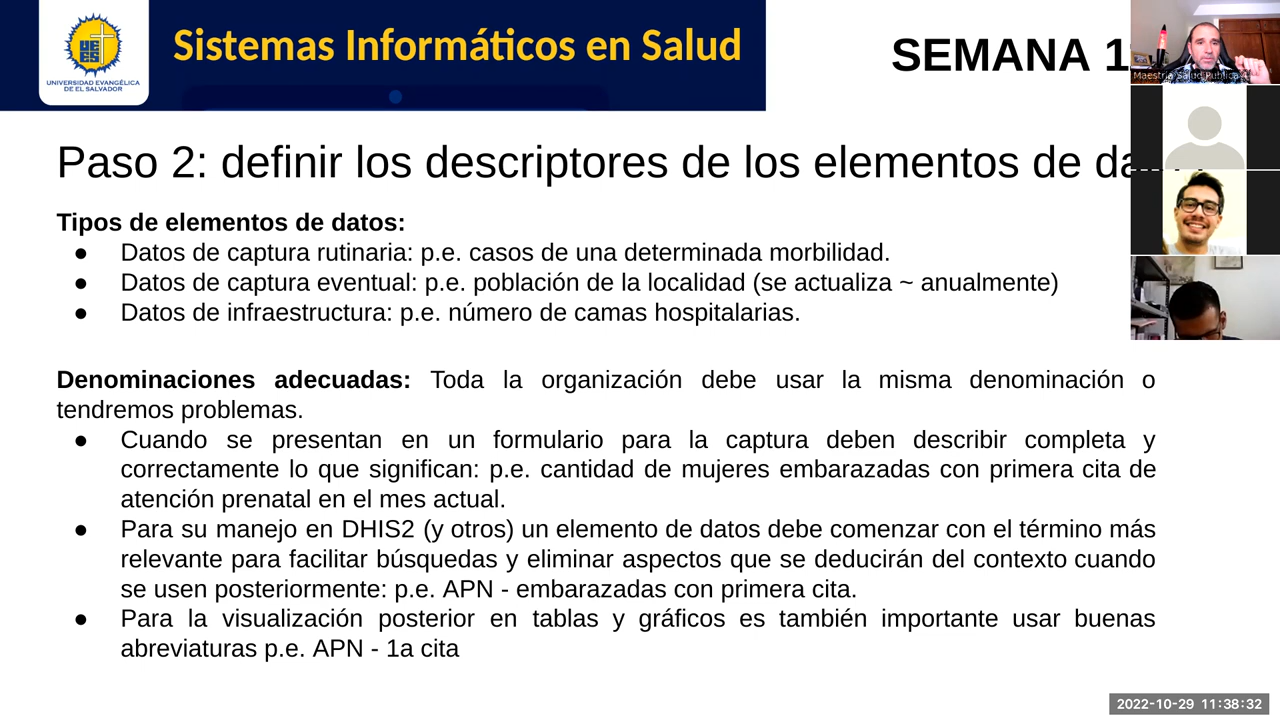 UNIVERSIDAD EVANGÉLICA
DE EL SALVADOR
Sistemas Informáticos en Salud
SEMANA
Maestría Salud Pública
Paso 2: definir los descriptores de los elementos de
Tipos de elementos de datos:
● Datos de captura rutinaria: p.e. casos de una determinada morbilidad.
● Datos de captura eventual: p.e. población de la localidad (se actualiza ~ anualmente)
● Datos de infraestructura: p.e. número de camas hospitalarias.
Denominaciones adecuadas: Toda la organización debe usar la misma denominación o
tendremos problemas.
● Cuando se presentan en un formulario para la captura deben describir completa y
correctamente lo que significan: p.e. cantidad de mujeres embarazadas con primera cita de
atención prenatal en el mes actual.
● Para su manejo en DHIS2 (y otros) un elemento de datos debe comenzar con el término más
relevante para facilitar búsquedas y eliminar aspectos que se deducirán del contexto cuando
se usen posteriormente: p.e. APN - embarazadas con primera cita.
● Para la visualización posterior en tablas y gráficos es también importante usar buenas
abreviaturas p.e. APN - 1a cita
2022-10-29 11:38:32